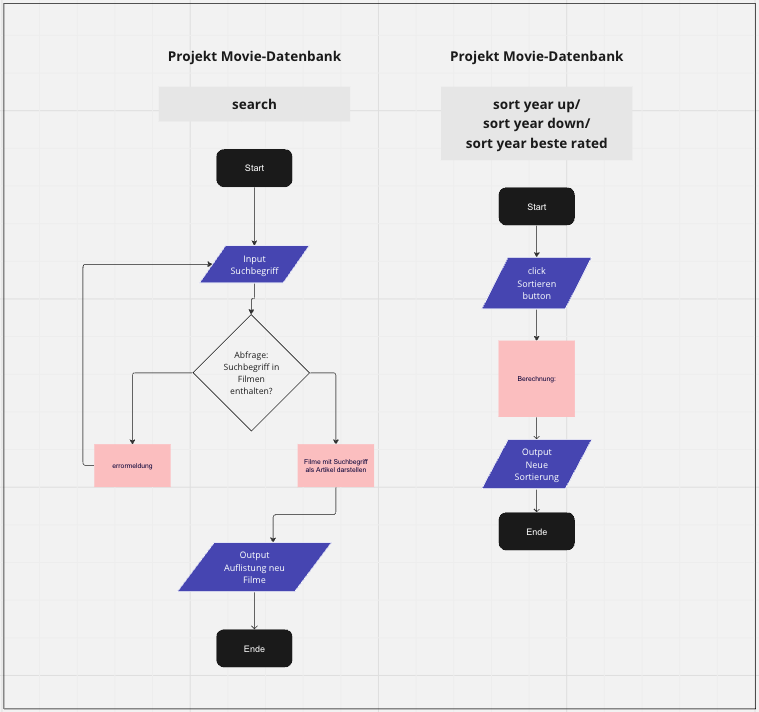 Projekt Movie-Datenbank
search
Start
Input
Suchbegriff
Abfrage:
Suchbegriff in
Filmen
enthalten?
errormeldung
Filme mit Suchbegriff
als Artikel darstellen
Output
Auflistung neu
Filme
Ende
Projekt Movie-Datenbank
sort year up/
sort year down/
sort year beste rated
Start
click
Sortieren
button
Berechnung:
Output
Neue
Sortierung
Ende